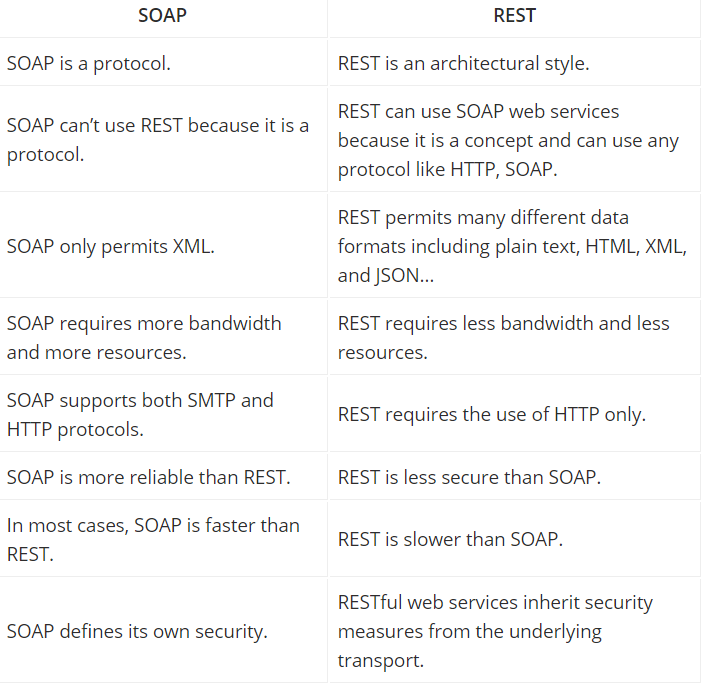 SOAP
REST
SOAP is a protocol.
REST is an architectural style.
SOAP can’t use REST because it is a
protocol.
REST can use SOAP web services
because it is a concept and can use any
protocol like HTTP, SOAP.
SOAP only permits XML.
REST permits many different data
formats including plain text, HTML, XML,
and JSON…
SOAP requires more bandwidth
and more resources.
REST requires less bandwidth and less
resources.
SOAP supports both SMTP and
HTTP protocols.
REST requires the use of HTTP only.
SOAP is more reliable than REST.
REST is less secure than SOAP.
In most cases, SOAP is faster than
REST.
REST is slower than SOAP.
SOAP defines its own security.
RESTful web services inherit security
measures from the underlying
transport.